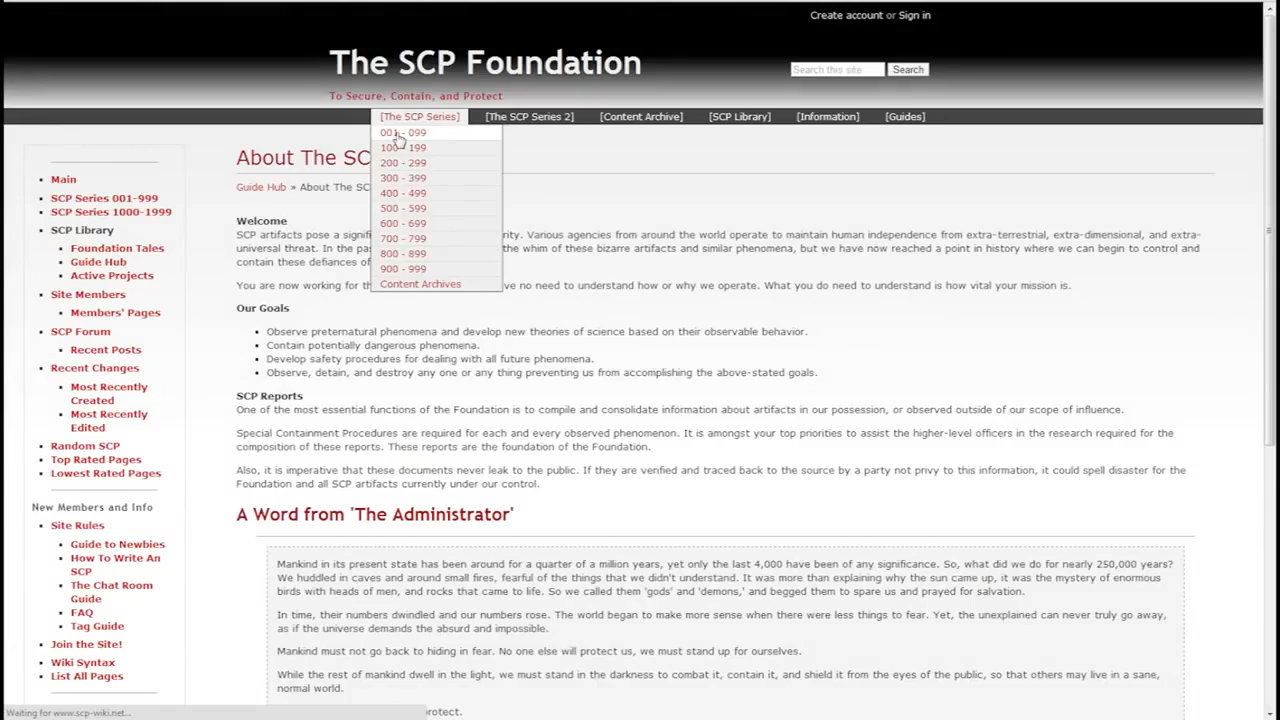 Create account or Sign in
The SCP Foundation
Search this site Search
To Secure, Contain, and Protect
[The SCP Series] [The SCP Series 2] [Content Archive] [SCP Library] [Information] [Guides]
001 - 099
100 - 199
200 - 299
300 - 399
400 - 499
500 - 599
600 - 699
700 - 799
800 - 899
900 - 999
Content Archives
Main
SCP Series 001-999
SCP Series 1000-1999
SCP Library
Foundation Tales
Guide Hub
Active Projects
Site Members
Members' Pages
SCP Forum
Recent Posts
Recent Changes
Most Recently
Created
Most Recently
Edited
Random SCP
Top Rated Pages
Lowest Rated Pages
New Members and Info
Site Rules
Guide to Newbies
How To Write An
SCP
The Chat Room
Guide
FAQ
Tag Guide
Join the Site!
Wiki Syntax
List All Pages
About The SC
Guide Hub » About The SC
Welcome
SCP artifacts pose a signif rity. Various agencies from around the world operate to maintain human independence from extra-terrestrial, extra-dimensional, and extra-
universal threat. In the pas the whim of these bizarre artifacts and similar phenomena, but we have now reached a point in history where we can begin to control and
contain these defiances of
You are now working for th ve no need to understand how or why we operate. What you do need to understand is how vital your mission is.
Our Goals
Observe preternatural phenomena and develop new theories of science based on their observable behavior.
Contain potentially dangerous phenomena.
Develop safety procedures for dealing with all future phenomena.
Observe, detain, and destroy any one or any thing preventing us from accomplishing the above-stated goals.
SCP Reports
One of the most essential functions of the Foundation is to compile and consolidate information about artifacts in our possession, or observed outside of our scope of influence.
Special Containment Procedures are required for each and every observed phenomenon. It is amongst your top priorities to assist the higher-level officers in the research required for the
composition of these reports. These reports are the foundation of the Foundation.
Also, it is imperative that these documents never leak to the public. If they are verified and traced back to the source by a party not privy to this information, it could spell disaster for the
Foundation and all SCP artifacts currently under our control.
A Word from 'The Administrator'
Mankind in its present state has been around for a quarter of a million years, yet only the last 4,000 have been of any significance. So, what did we do for nearly 250,000 years?
We huddled in caves and around small fires, fearful of the things that we didn't understand. It was more than explaining why the sun came up, it was the mystery of enormous
birds with heads of men, and rocks that came to life. So we called them 'gods' and 'demons,' and begged them to spare us and prayed for salvation.
In time, their numbers dwindled and our numbers rose. The world began to make more sense when there were less things to fear. Yet, the unexplained can never truly go away,
as if the universe demands the absurd and impossible.
Mankind must not go back to hiding in fear. No one else will protect us, we must stand up for ourselves.
While the rest of mankind dwell in the light, we must stand in the darkness to combat it, contain it, and shield it from the eyes of the public, so that others may live in a sane,
normal world.
protect.
Waiting for www.scp-wiki.net...